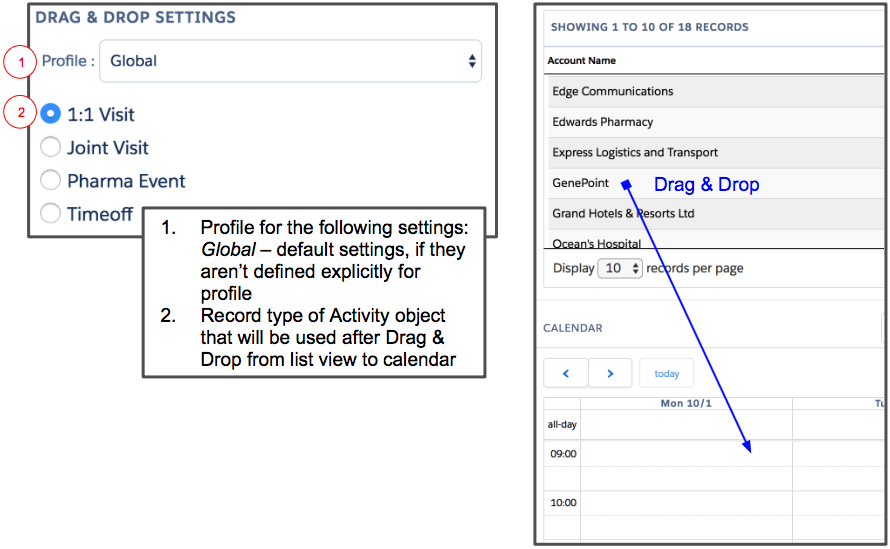 DRAG & DROP SETTINGS
1 Profile : Global
2 1:1 Visit
Joint Visit
Pharma Event
Timeoff
1. Profile for the following settings:
Global – default settings, if they
aren't defined explicitly for
profile
2. Record type of Activity object
that will be used after Drag &
Drop from list view to calendar
SHOWING 1 TO 10 OF 18 RECORDS
Account Name
Edge Communications
Edwards Pharmacy
Express Logistics and Transport
GenePoint
Drag & Drop
Grand Hotels & Resorts Ltd
Ocean's Hospital
Display 10 records per page
CALENDAR
< > today
Mon 10/1 Tu
all-day
09:00
10:00